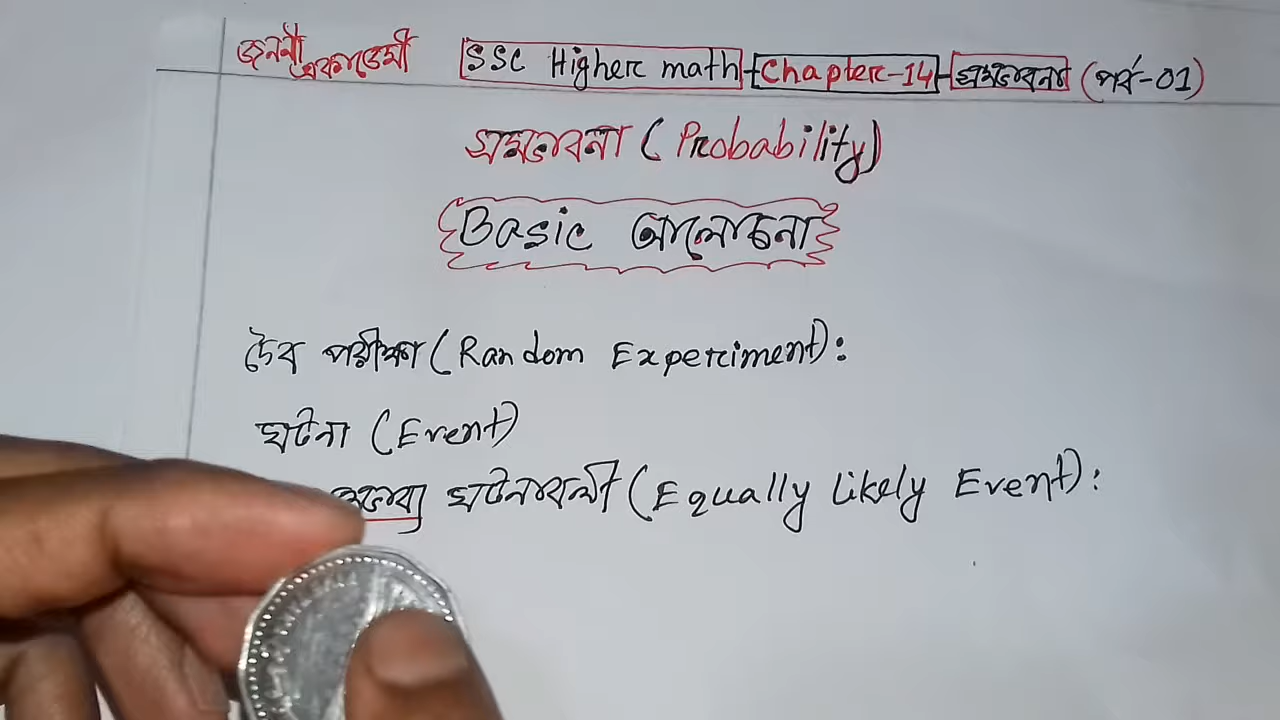 জননী একাডেমী SSC Higher math - Chapter-14 - সম্ভাবনা (পর্ব-01)
সম্ভাবনা (Probability)
Basic আলোচনা
দৈব পরীক্ষা (Random Experiment):
ঘটনা (Event)
ঘটনাবলী (Equally Likely Event):